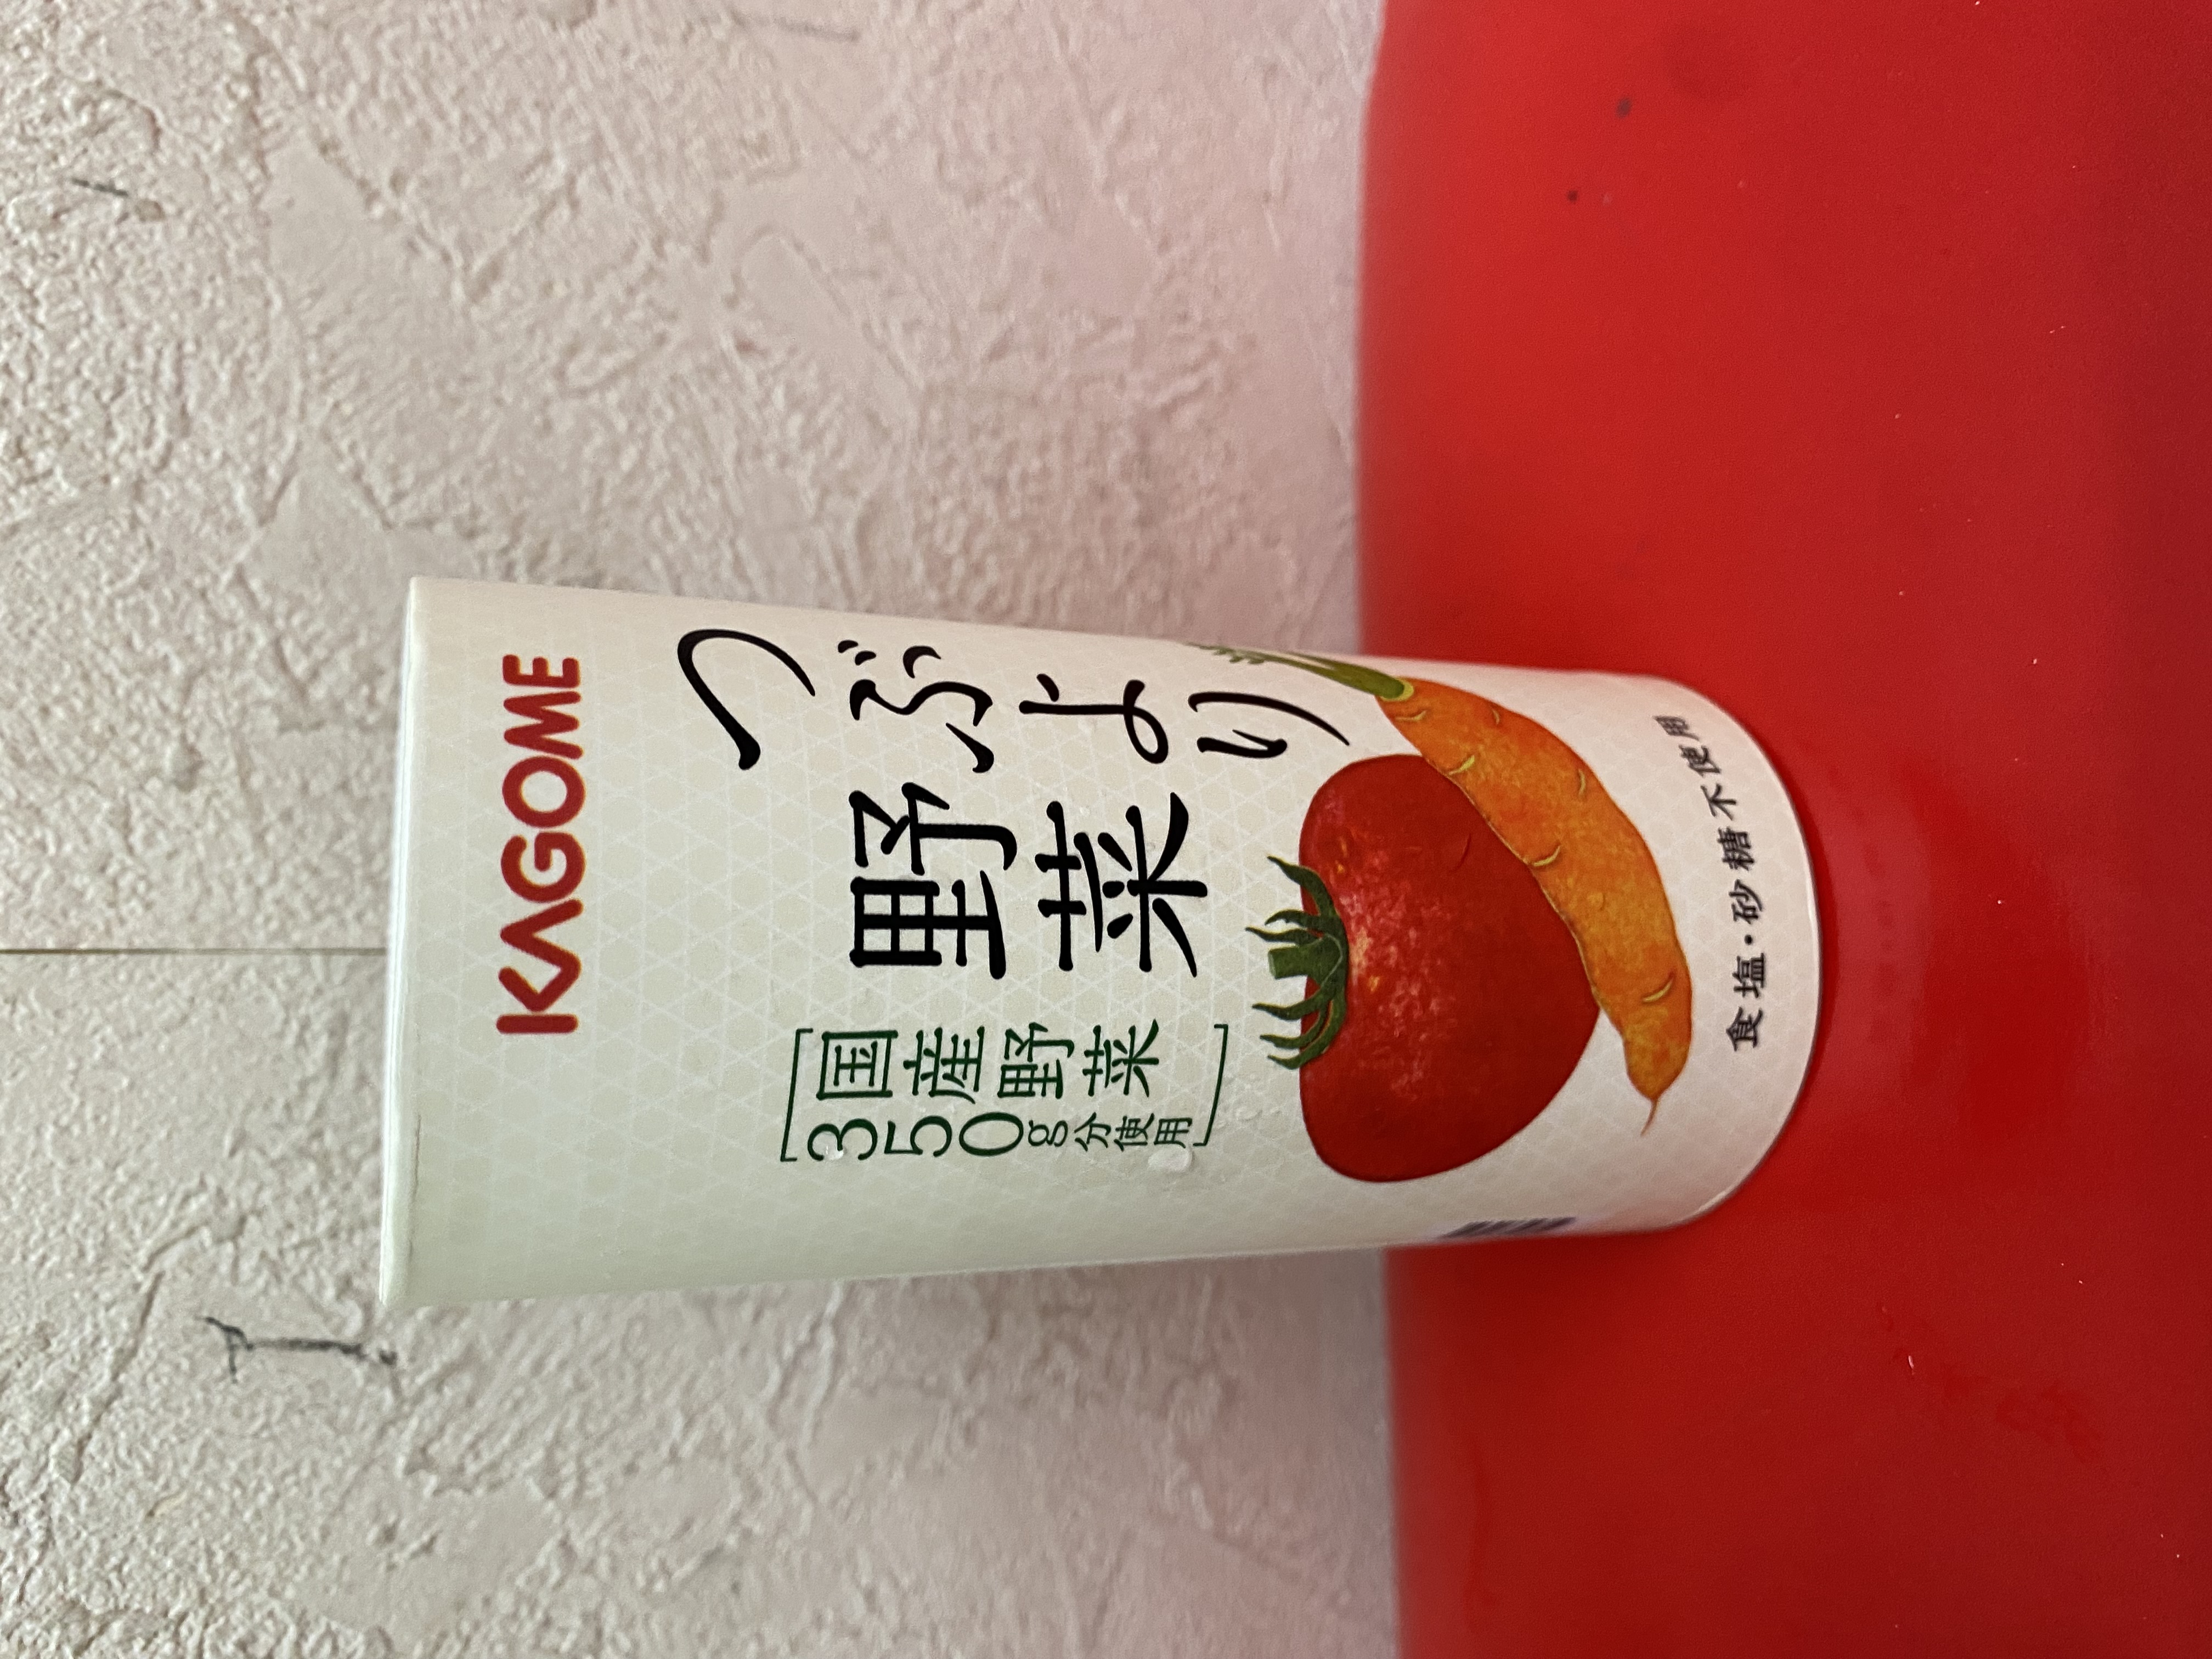 KAGOME
つぶより
野菜
国産野菜
350g分使用
食塩・砂糖不使用